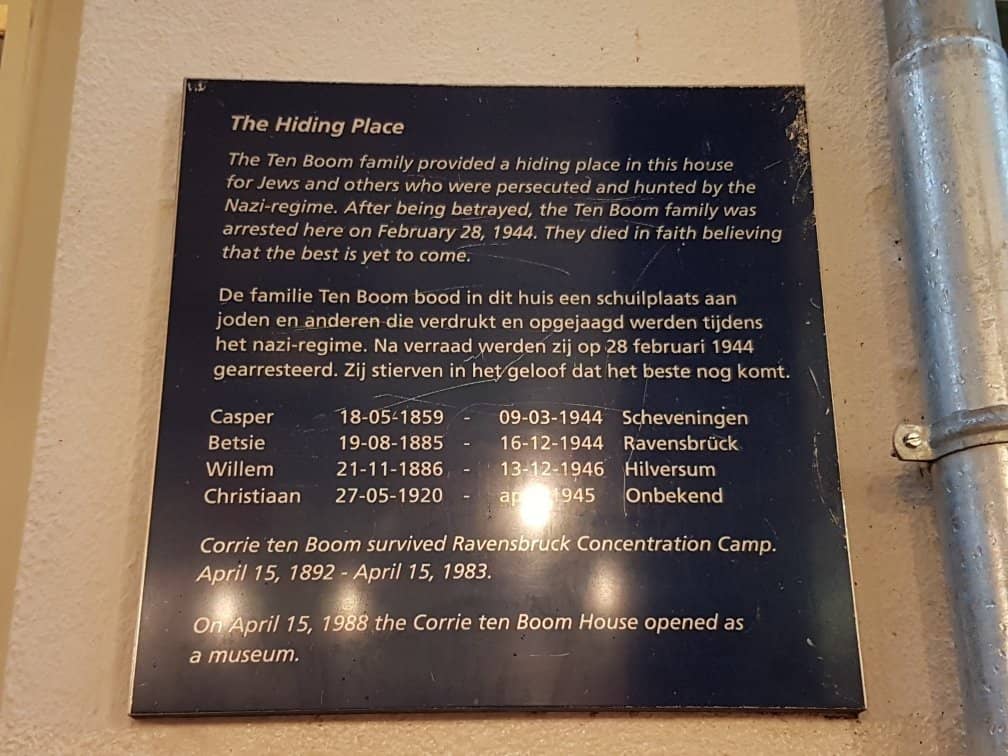 The Hiding Place
The Ten Boom family provided a hiding place in this house
for Jews and others who were persecuted and hunted by the
Nazi-regime. After being betrayed, the Ten Boom family was
arrested here on February 28, 1944. They died in faith believing
that the best is yet to come.
De familie Ten Boom bood in dit huis een schuilplaats aan
joden en anderen die verdrukt en opgejaagd werden tijdens
het nazi-regime. Na verraad werden zij op 28 februari 1944
gearresteerd. Zij stierven in het geloof dat het beste nog komt.
Casper 18-05-1859 - 09-03-1944 Scheveningen
Betsie 19-08-1885 - 16-12-1944 Ravensbrück
Willem 21-11-1886 - 13-12-1946 Hilversum
Christiaan 27-05-1920 - 1945 Onbekend
Corrie ten Boom survived Ravensbruck Concentration Camp.
April 15, 1892 - April 15, 1983.
On April 15, 1988 the Corrie ten Boom House opened as
a museum.